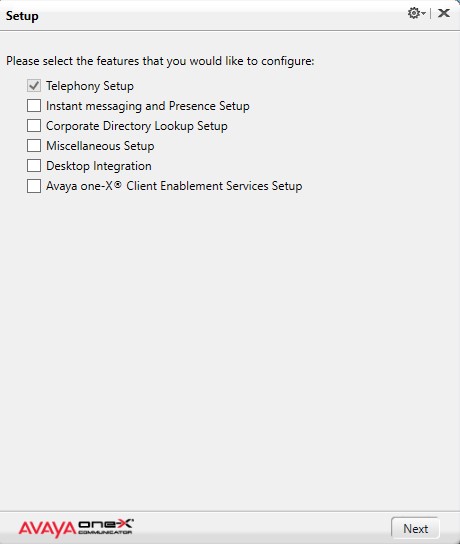 Setup
Please select the features that you would like to configure:
Telephony Setup
Instant messaging and Presence Setup
Corporate Directory Lookup Setup
Miscellaneous Setup
Desktop Integration
Avaya one-X® Client Enablement Services Setup
AVAYA one-X®
COMMUNICATOR
Next